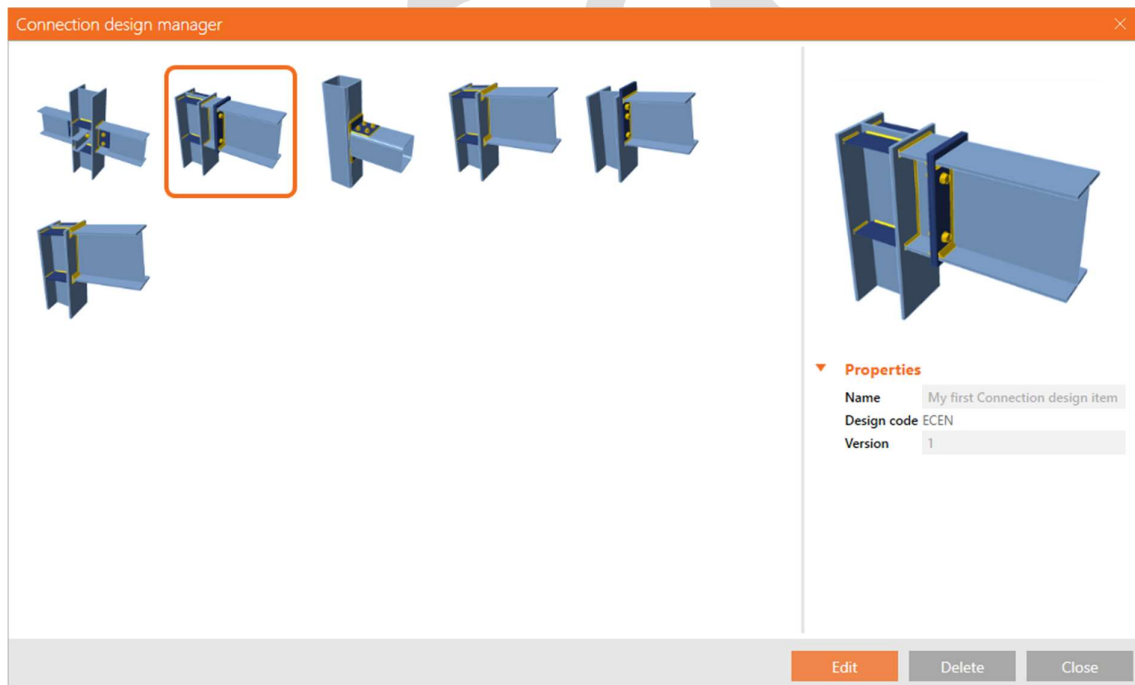 Connection design manager
Properties
Name My first Connection design item
Design code ECEN
Version 1
Edit Delete Close